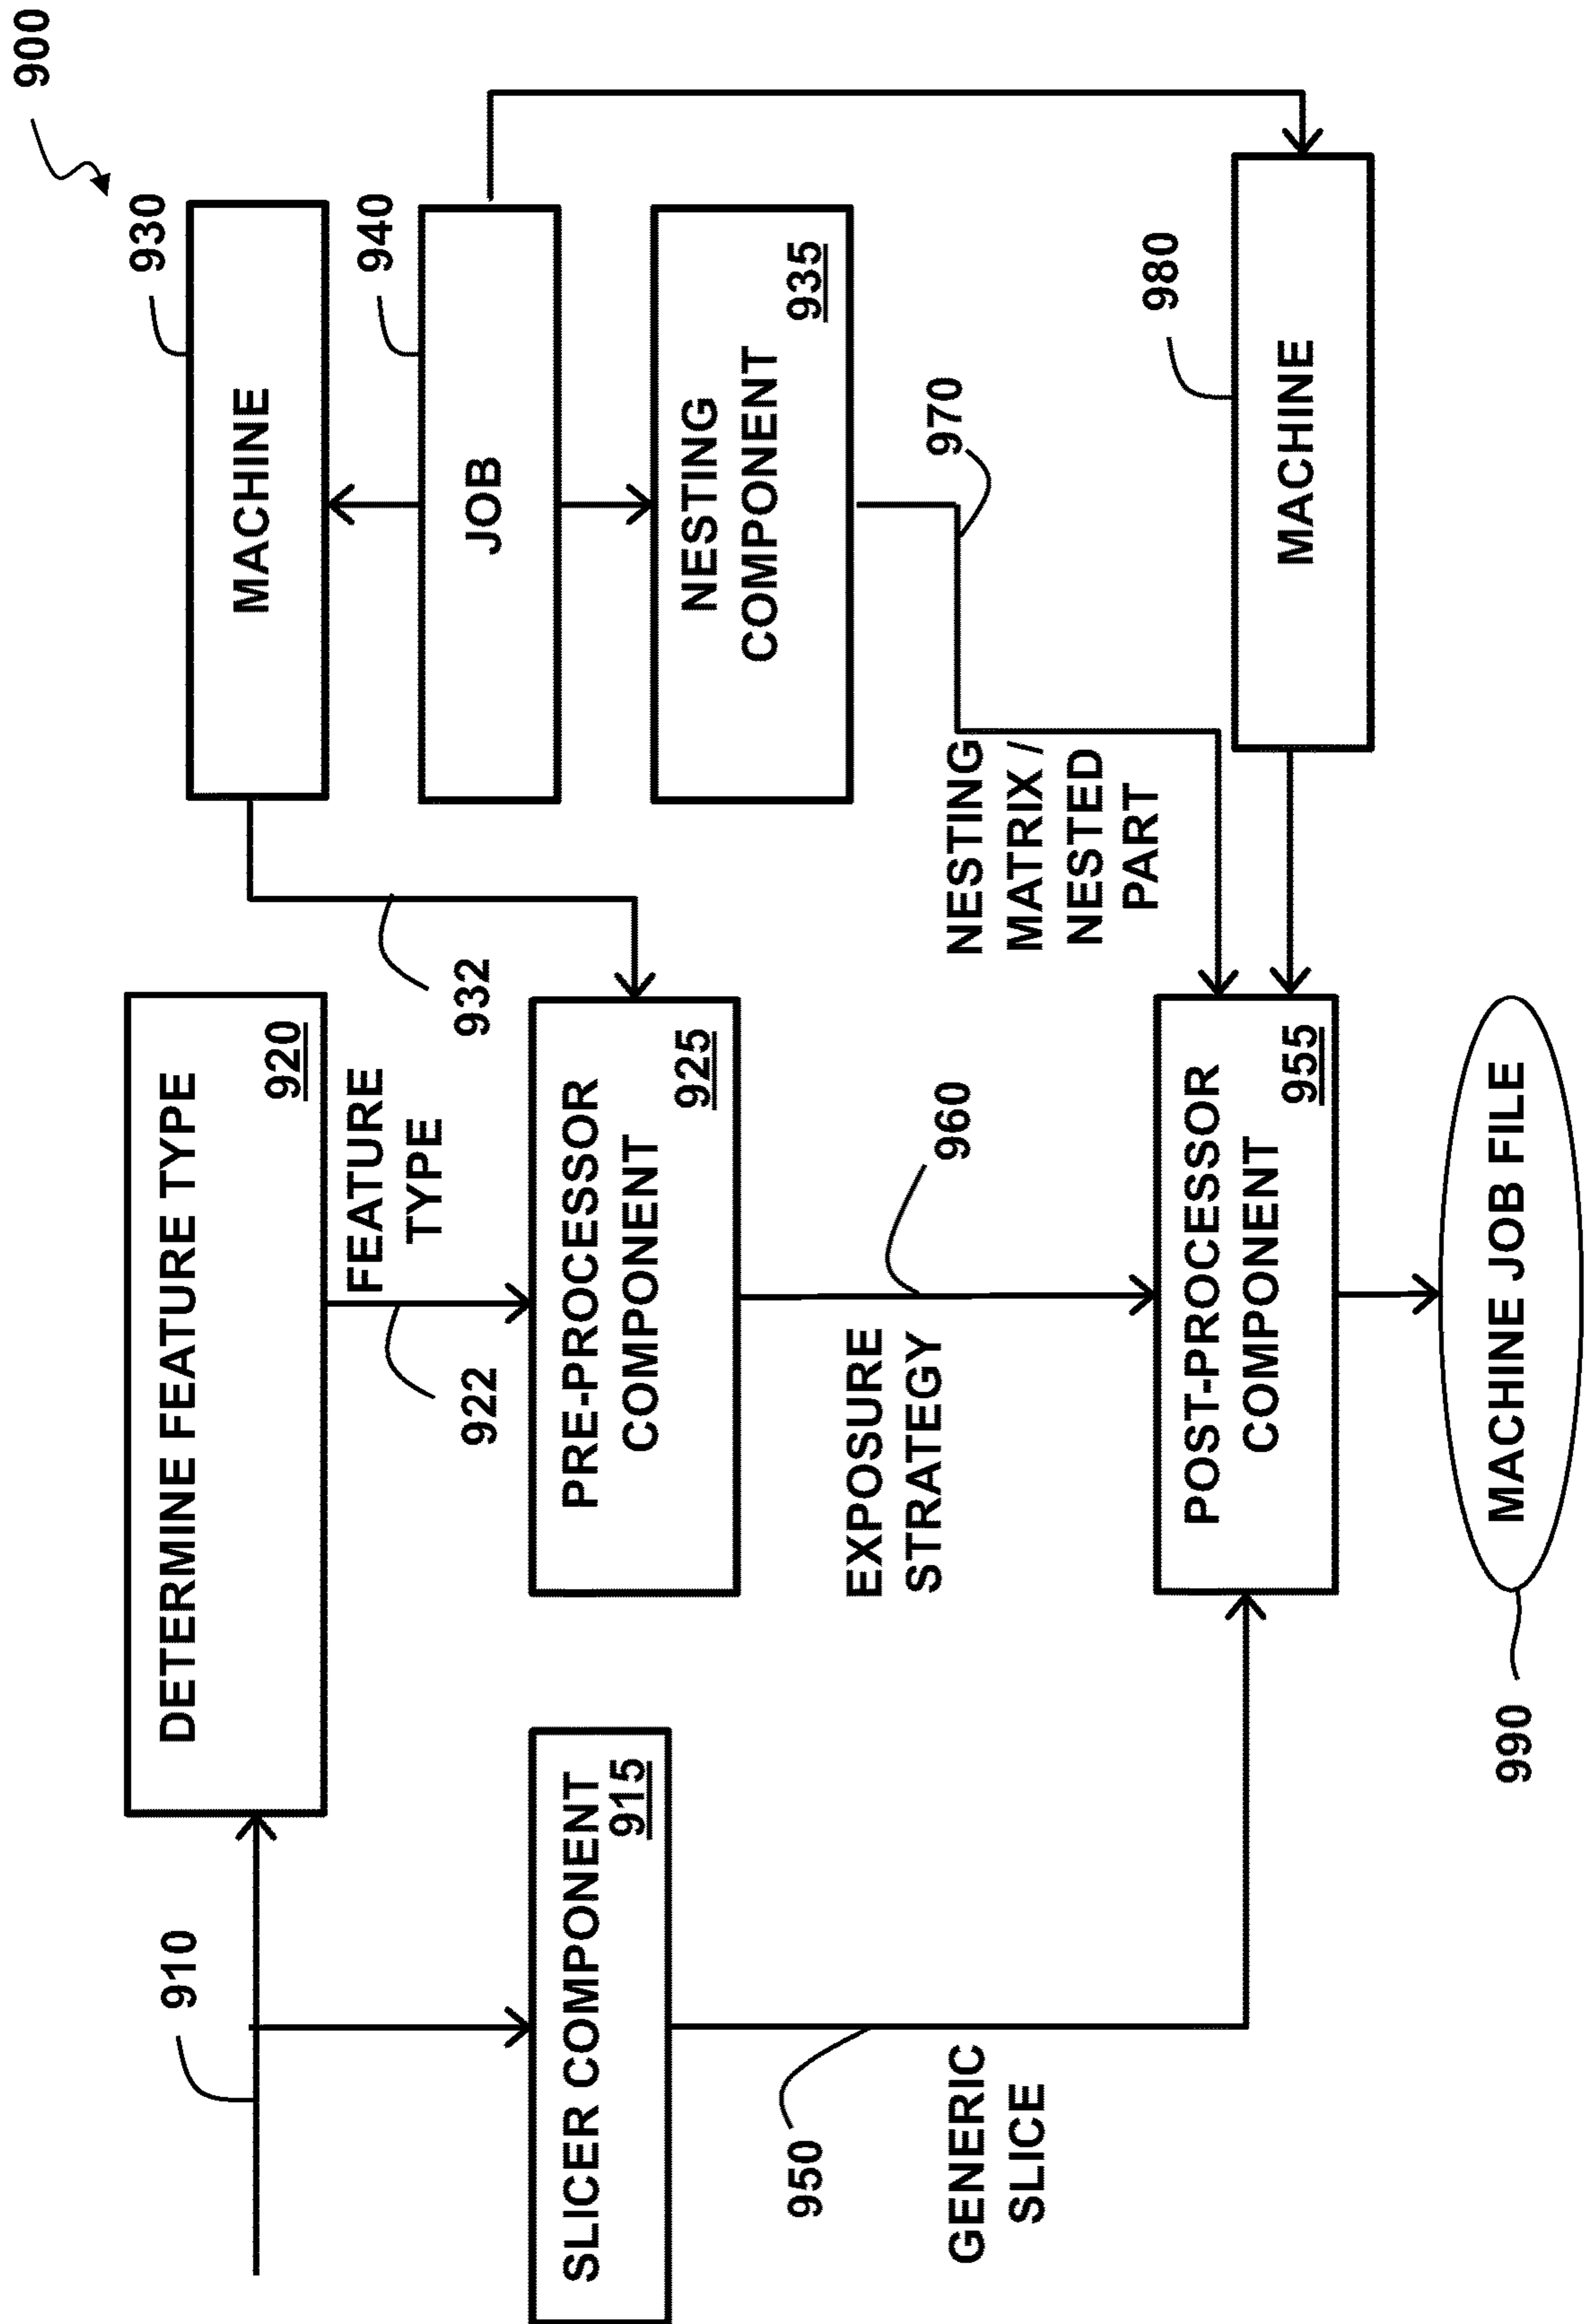 900
910
DETERMINE FEATURE TYPE
920
930
MACHINE
FEATURE
TYPE
922
932
940
JOB
SLICER COMPONENT
915
PRE-PROCESSOR
COMPONENT
925
NESTING
COMPONENT
935
950
GENERIC
SLICE
EXPOSURE
STRATEGY
960
970
NESTING
MATRIX /
NESTED
PART
980
MACHINE
POST-PROCESSOR
COMPONENT
955
990
MACHINE JOB FILE